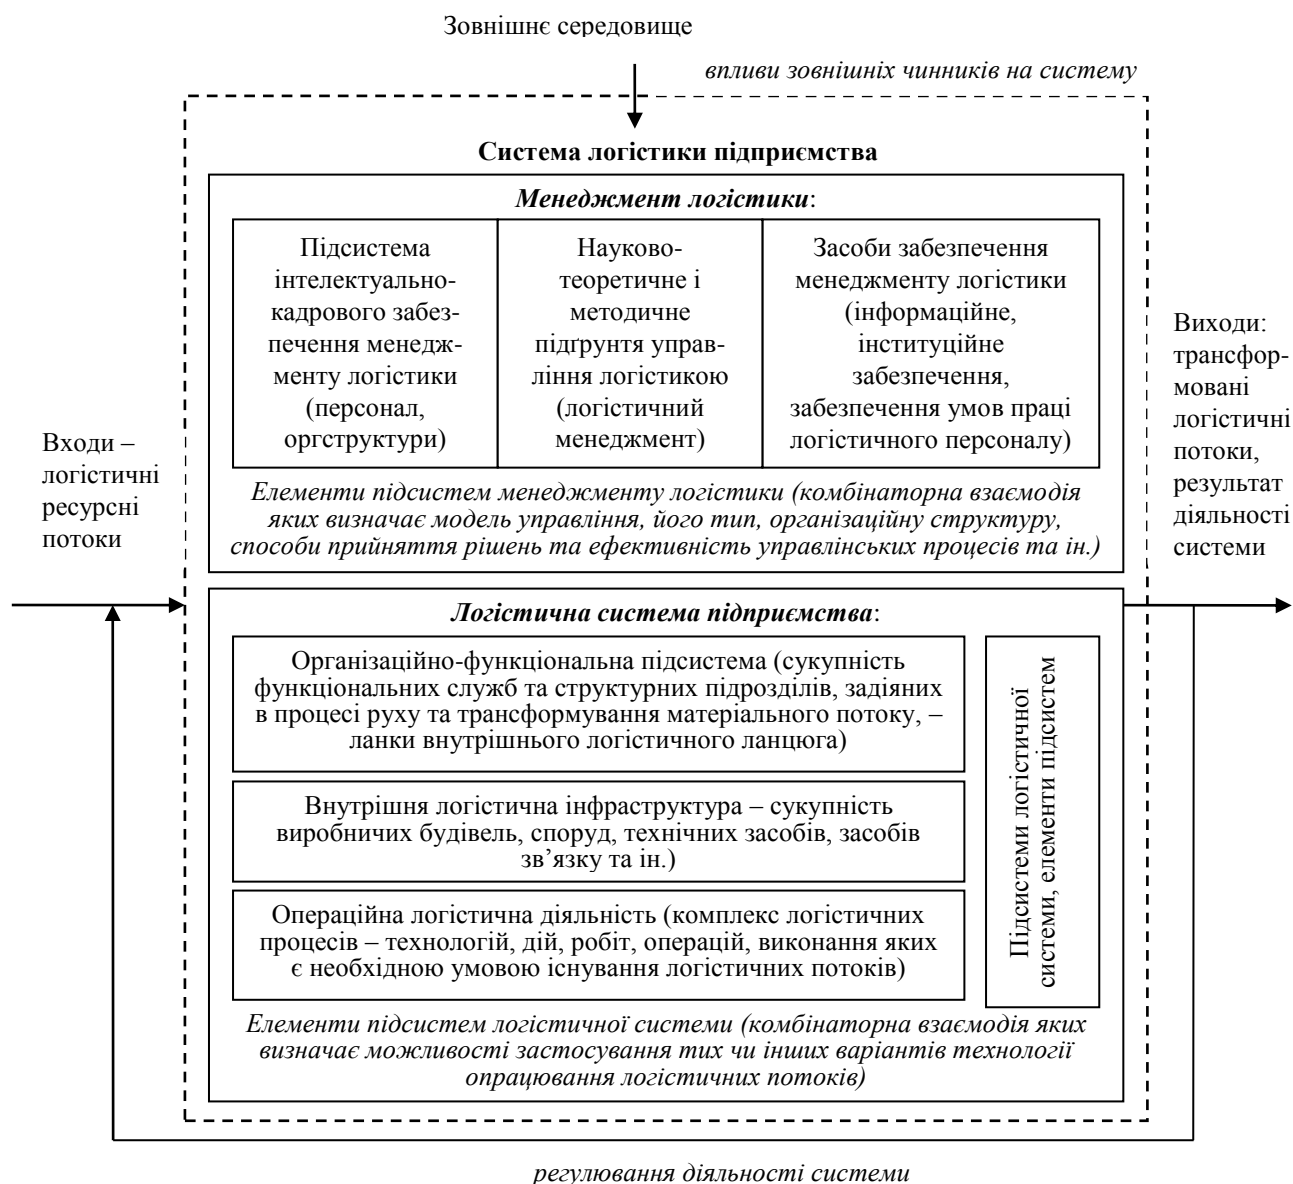 Зовнішнє середовище
впливи зовнішніх чинників на систему
Система логістики підприємства
Менеджмент логістики:
Підсистема
інтелектуально-
кадрового забез-
печення менедж-
менту логістики
(персонал,
оргструктури)
Науково-
теоретичне і
методичне
підґрунтя управ-
ління логістикою
(логістичний
менеджмент)
Засоби забезпечення
менеджменту логістики
(інформаційне,
інституційне
забезпечення,
забезпечення умов праці
логістичного персоналу)
Елементи підсистем менеджменту логістики (комбінаторна взаємодія
яких визначає модель управління, його тип, організаційну структуру,
способи прийняття рішень та ефективність управлінських процесів та ін.)
Входи –
логістичні
ресурсні
потоки
Виходи:
трансфор-
мовані
логістичні
потоки,
результат
діяльності
системи
Логістична система підприємства:
Організаційно-функціональна підсистема (сукупність
функціональних служб та структурних підрозділів, задіяних
в процесі руху та трансформування матеріального потоку, –
ланки внутрішнього логістичного ланцюга)
Внутрішня логістична інфраструктура – сукупність
виробничих будівель, споруд, технічних засобів, засобів
зв’язку та ін.)
Операційна логістична діяльність (комплекс логістичних
процесів – технологій, дій, робіт, операцій, виконання яких
є необхідною умовою існування логістичних потоків)
Підсистеми логістичної
системи, елементи підсистем
Елементи підсистем логістичної системи (комбінаторна взаємодія яких
визначає можливості застосування тих чи інших варіантів технології
опрацювання логістичних потоків)
регулювання діяльності системи